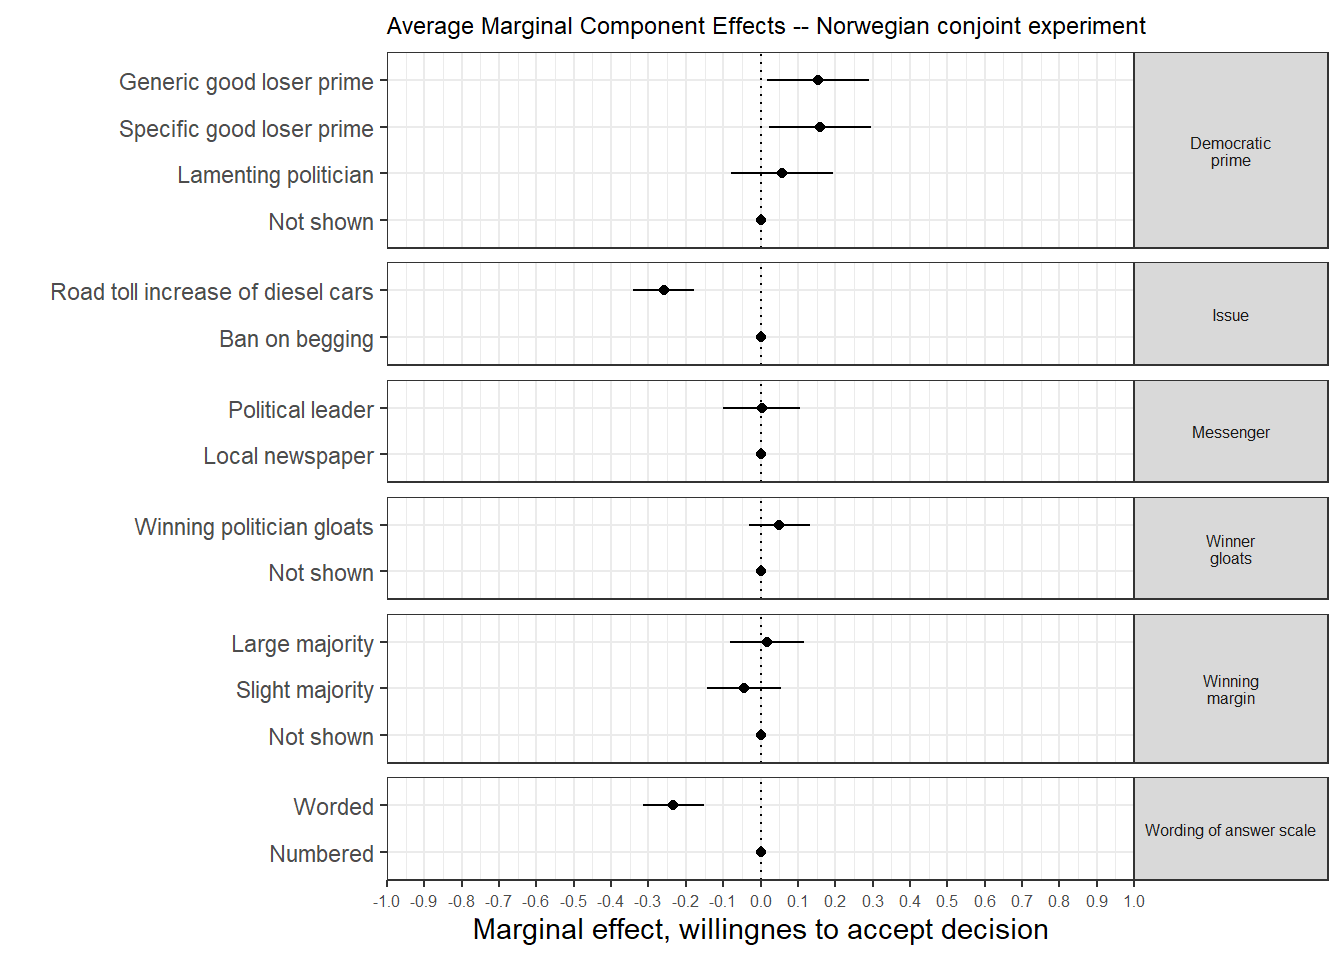 Average Marginal Component Effects -- Norwegian conjoint experiment
Generic good loser prime
Specific good loser prime
Lamenting politician
Not shown
Democratic
prime
Road toll increase of diesel cars
Ban on begging
Issue
Political leader
Local newspaper
Messenger
Winning politician gloats
Not shown
Winner
gloats
Large majority
Slight majority
Not shown
Winning
margin
Worded
Numbered
Wording of answer scale
-1.0 -0.9 -0.8 -0.7 -0.6 -0.5 -0.4 -0.3 -0.2 -0.1 0.0 0.1 0.2 0.3 0.4 0.5 0.6 0.7 0.8 0.9 1.0
Marginal effect, willingnes to accept decision